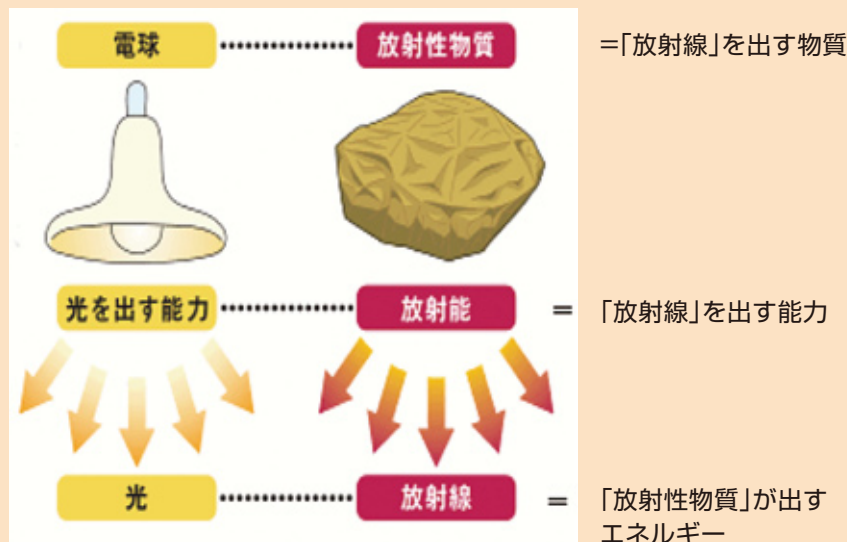 電球 放射性物質 =「放射線」を出す物質
光を出す能力 放射能 = 「放射線」を出す能力
光 放射線 = 「放射性物質」が出す
エネルギー